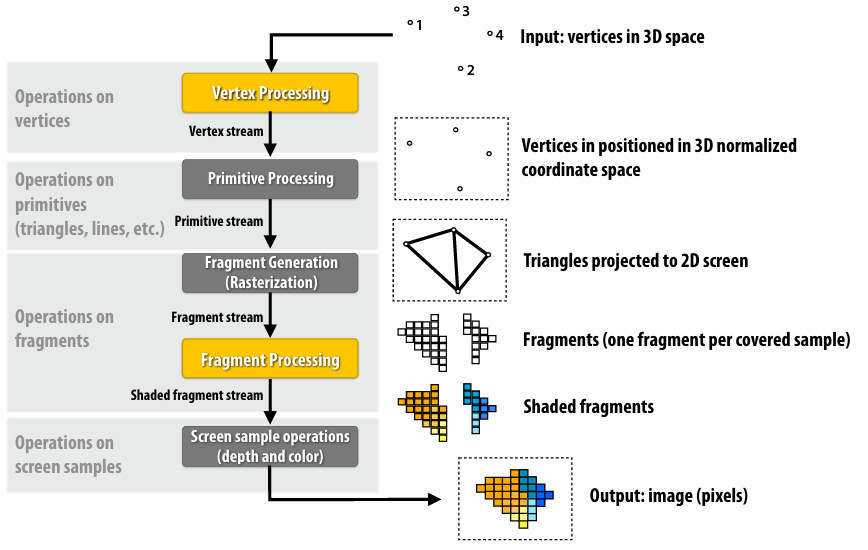 1
3
4
2
Input: vertices in 3D space
Operations on
vertices
Vertex Processing
Vertex stream
Vertices in positioned in 3D normalized
coordinate space
Operations on
primitives
(triangles, lines, etc.)
Primitive Processing
Primitive stream
Triangles projected to 2D screen
Operations on
fragments
Fragment Generation
(Rasterization)
Fragment stream
Fragments (one fragment per covered sample)
Fragment Processing
Shaded fragment stream
Shaded fragments
Operations on
screen samples
Screen sample operations
(depth and color)
Output: image (pixels)